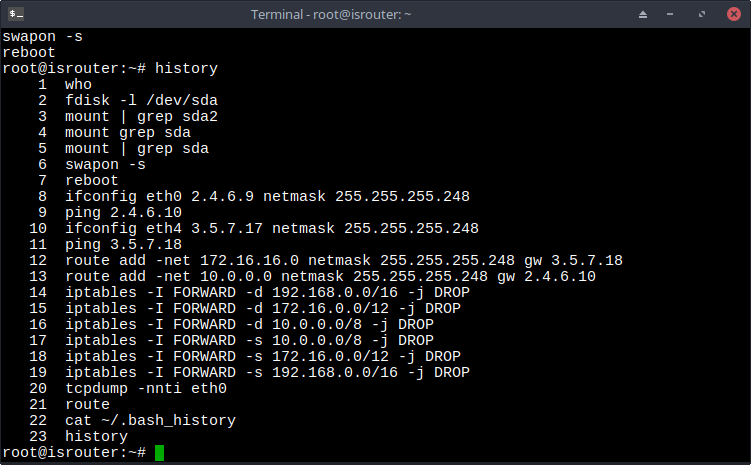 Terminal - root@isrouter: ~
swapon -s
reboot
root@isrouter:~# history
1 who
2 fdisk -l /dev/sda
3 mount | grep sda2
4 mount grep sda
5 mount | grep sda
6 swapon -s
7 reboot
8 ifconfig eth0 2.4.6.9 netmask 255.255.255.248
9 ping 2.4.6.10
10 ifconfig eth4 3.5.7.17 netmask 255.255.255.248
11 ping 3.5.7.18
12 route add -net 172.16.16.0 netmask 255.255.255.248 gw 3.5.7.18
13 route add -net 10.0.0.0 netmask 255.255.255.248 gw 2.4.6.10
14 iptables -I FORWARD -d 192.168.0.0/16 -j DROP
15 iptables -I FORWARD -d 172.16.0.0/12 -j DROP
16 iptables -I FORWARD -d 10.0.0.0/8 -j DROP
17 iptables -I FORWARD -s 10.0.0.0/8 -j DROP
18 iptables -I FORWARD -s 172.16.0.0/12 -j DROP
19 iptables -I FORWARD -s 192.168.0.0/16 -j DROP
20 tcpdump -nnti eth0
21 route
22 cat ~/.bash_history
23 history
root@isrouter:~#